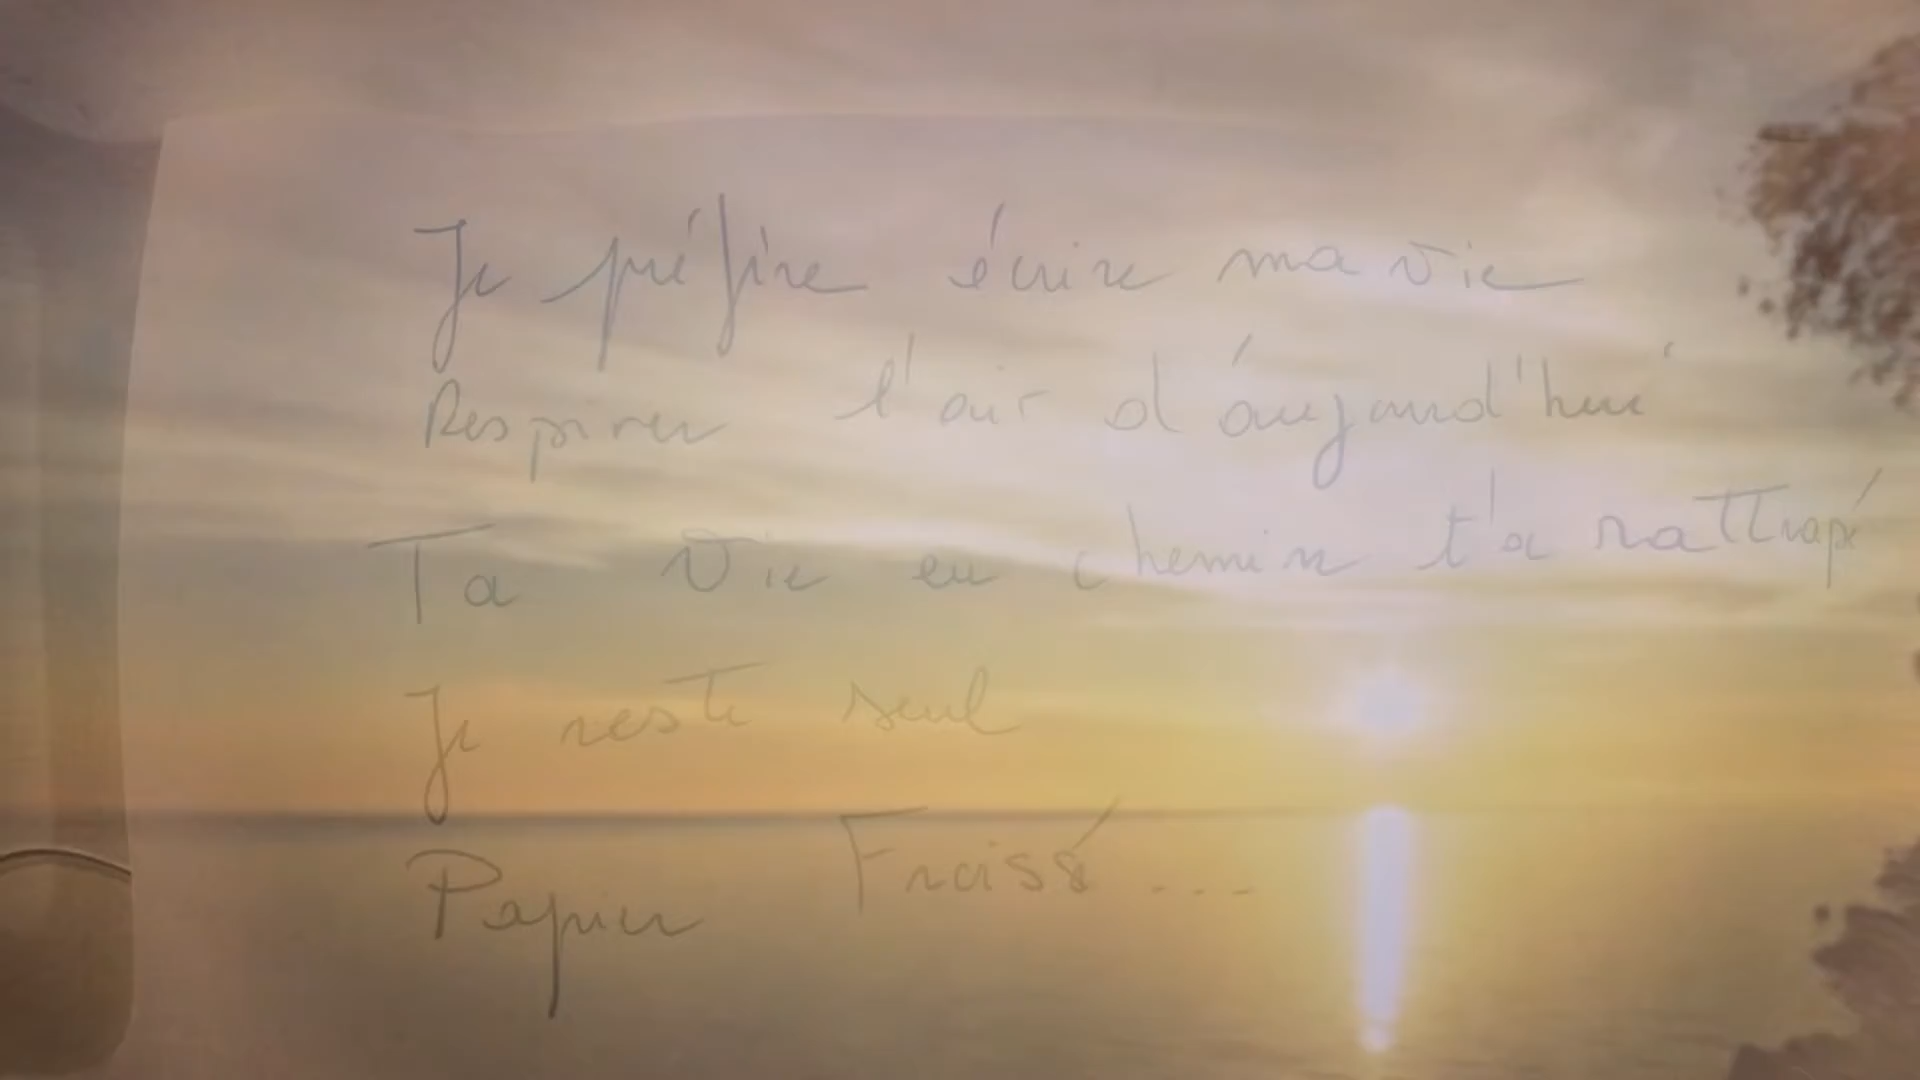 Je préfère écrire ma vie
Respirer l'air d'aujourd'hui
Ta vie en chemin t'a rattrapé
Je reste seul
Papier Froissé...